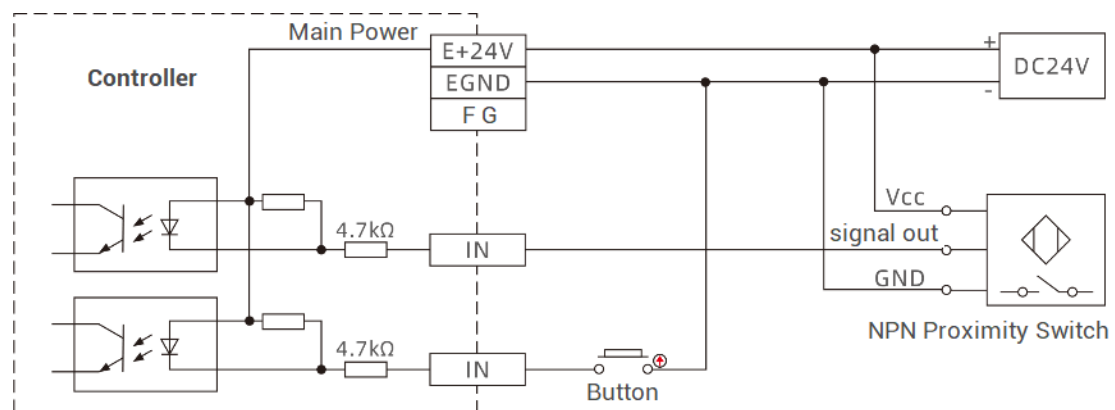 Main Power
E+24V
+
DC24V
Controller
EGND
-
F G
Vcc
4.7kΩ
IN
signal out
GND
NPN Proximity Switch
4.7kΩ
IN
Button